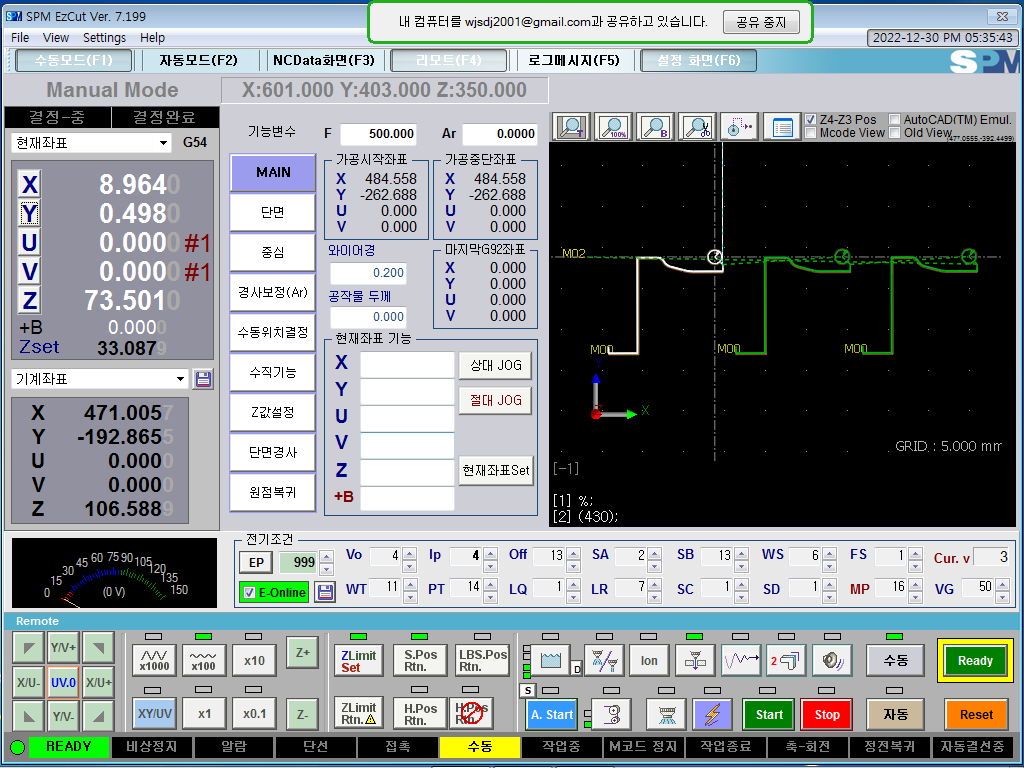 SPM EzCut Ver. 7.199
내 컴퓨터를 wjsdj2001@gmail.com과 공유하고 있습니다. 공유 중지
File View Settings Help
2022-12-30 PM 05:35:43
수동모드(F1) 자동모드(F2) NCData화면(F3) 리모트(F4) 로그메시지(F5) 설정 화면(F6) SPM
Manual Mode X:601.000 Y:403.000 Z:350.000
결정-중 결정완료
현재좌표 G54
X 8.9640
Y 0.4980
U 0.0000 #1
V 0.0000 #1
Z 73.5010
+B 0.0000
Zset 33.0879
기계좌표
X 471.0057
Y -192.8655
U 0.0000
V 0.0000
Z 106.5889
기능변수 F 500.000 Ar 0.0000
MAIN
단면
중심
경사보정(Ar)
수동위치결정
수직기능
Z값설정
단면경사
원점복귀
가공시작좌표
X 484.558
Y -262.688
U 0.000
V 0.000
가공중단좌표
X 484.558
Y -262.688
U 0.000
V 0.000
와이어경
0.200
공작물 두께
0.000
마지막G92좌표
X 0.000
Y 0.000
U 0.000
V 0.000
현재좌표 기능
X
Y
U
V
Z
+B
상대 JOG
절대 JOG
현재좌표Set
T 100% B
Z4-Z3 Pos AutoCAD(TM) Emul.
Mcode View Old View
(477.0555,-392.4499)
M02
M00 M00 M00
X
GRID : 5.000 mm
[-1]
[1] %;
[2] (430);
0 15 30 45 60 75 90 105 120 135 150
(0 V)
전기조건
EP 999 Vo 4 Ip 4 Off 13 SA 2 SB 13 WS 6 FS 1 Cur. v 3
E-Online WT 11 PT 14 LQ 1 LR 7 SC 1 SD 1 MP 16 VG 50
Remote
Y/V+
X/U- UV.0 X/U+
Y/V-
x1000 x100 x10 Z+
XY/UV x1 x0.1 Z-
ZLimit Set S.Pos Rtn. LBS.Pos Rtn.
ZLimit Rtn. H.Pos Rtn. H.Pos Rtn.
D Ion 2 수동 Ready
S A. Start Start Stop 자동 Reset
READY 비상정지 알람 단선 접촉 수동 작업중 M코드 정지 작업종료 축-회전 정전복귀 자동결선중